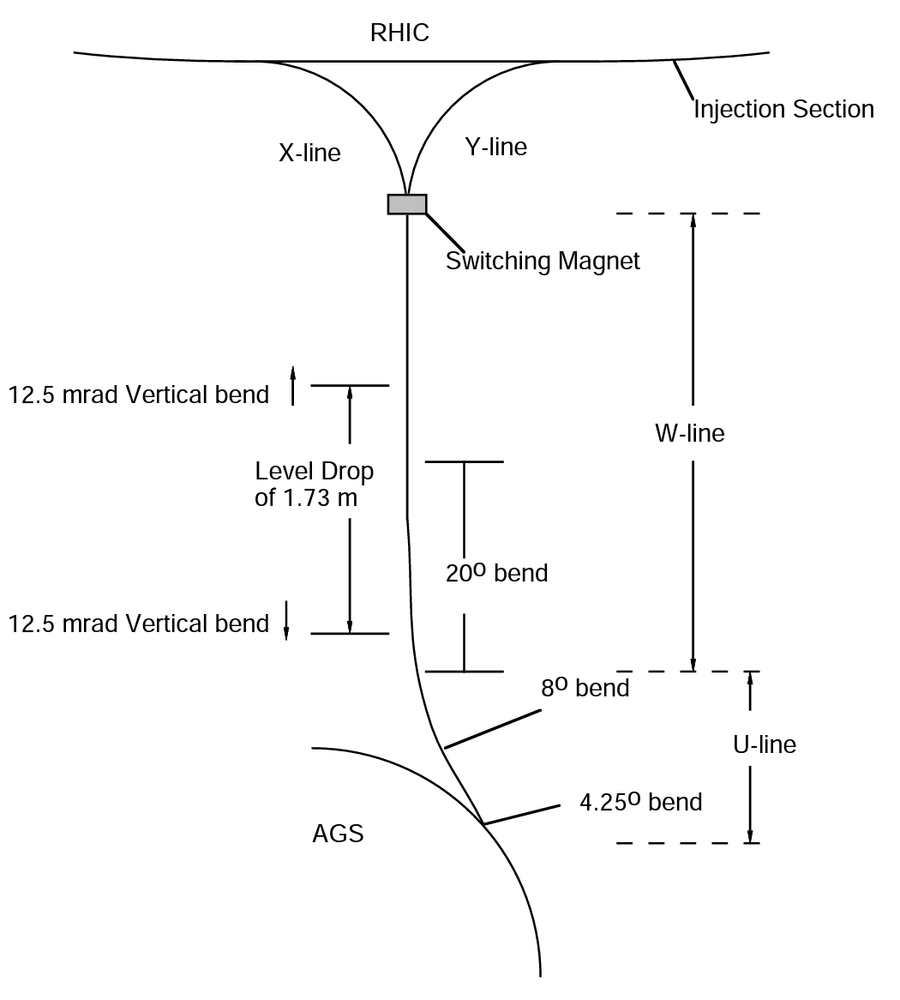 RHIC
Injection Section
X-line
Y-line
Switching Magnet
12.5 mrad Vertical bend
W-line
Level Drop
of 1.73 m
20º bend
12.5 mrad Vertical bend
8º bend
U-line
4.25º bend
AGS